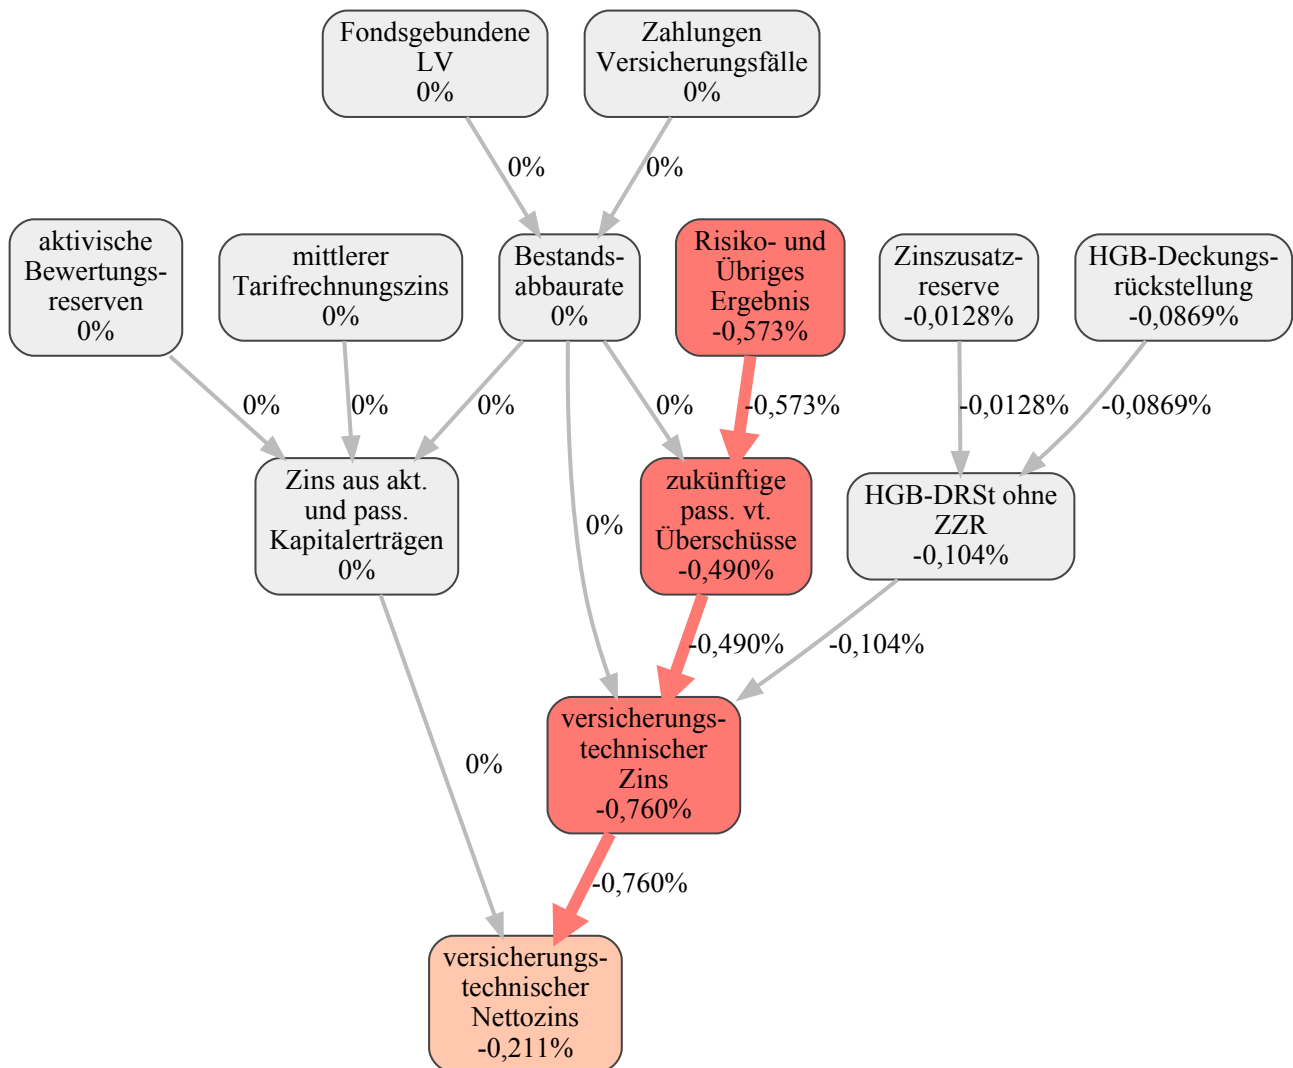 Fondsgebundene
LV
0%
Zahlungen
Versicherungsfälle
0%
0%
0%
aktivische
Bewertungs-
reserven
0%
mittlerer
Tarifrechnungszins
0%
Bestands-
abbaurate
0%
Risiko- und
Übriges
Ergebnis
-0,573%
Zinszusatz-
reserve
-0,0128%
HGB-Deckungs-
rückstellung
-0,0869%
0%
0%
0%
0%
-0,573%
-0,0128%
-0,0869%
Zins aus akt.
und pass.
Kapitalerträgen
0%
0%
zukünftige
pass. vt.
Überschüsse
-0,490%
HGB-DRSt ohne
ZZR
-0,104%
-0,490%
-0,104%
0%
versicherungs-
technischer
Zins
-0,760%
-0,760%
versicherungs-
technischer
Nettozins
-0,211%